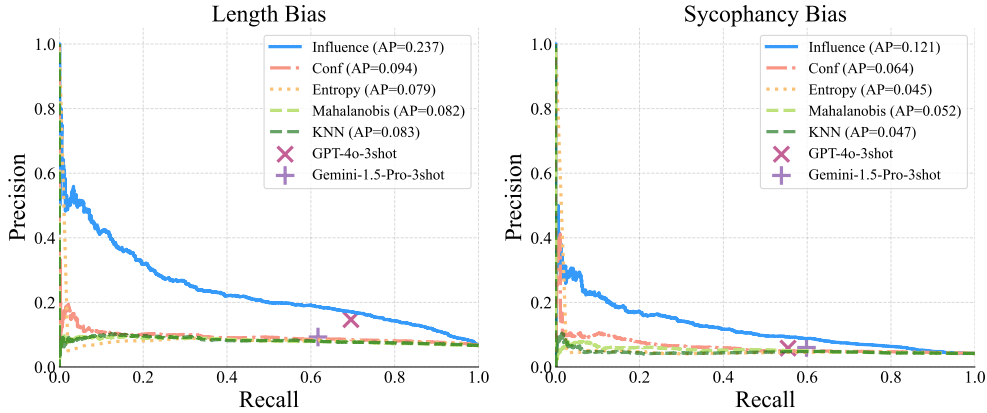 Length Bias
Precision
1.0
0.8
0.6
0.4
0.2
0.0
Influence (AP=0.237)
Conf (AP=0.094)
Entropy (AP=0.079)
Mahalanobis (AP=0.082)
KNN (AP=0.083)
GPT-4o-3shot
Gemini-1.5-Pro-3shot
0.0 0.2 0.4 0.6 0.8 1.0
Recall
Sycophancy Bias
Precision
1.0
0.8
0.6
0.4
0.2
0.0
Influence (AP=0.121)
Conf (AP=0.064)
Entropy (AP=0.045)
Mahalanobis (AP=0.052)
KNN (AP=0.047)
GPT-4o-3shot
Gemini-1.5-Pro-3shot
0.0 0.2 0.4 0.6 0.8 1.0
Recall